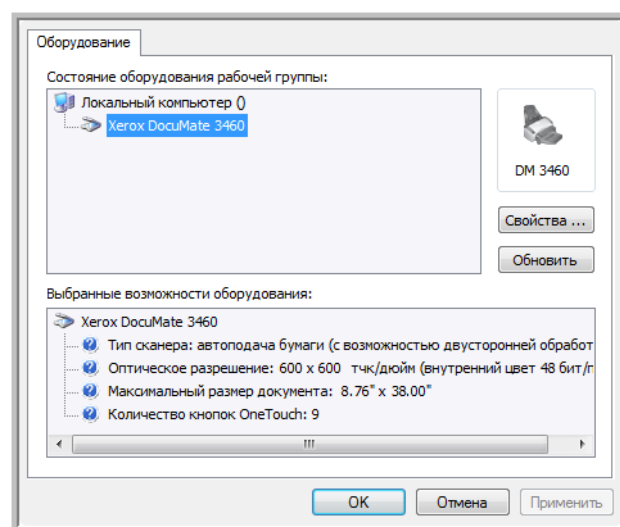 Оборудование
Состояние оборудования рабочей группы:
Локальный компьютер ()
Xerox DocuMate 3460
DM 3460
Свойства ...
Обновить
Выбранные возможности оборудования:
Xerox DocuMate 3460
Тип сканера: автоподача бумаги (с возможностью двусторонней обработ
Оптическое разрешение: 600 x 600 тчк/дюйм (внутренний цвет 48 бит/п
Максимальный размер документа: 8.76" x 38.00"
Количество кнопок OneTouch: 9
OK
Отмена
Применить